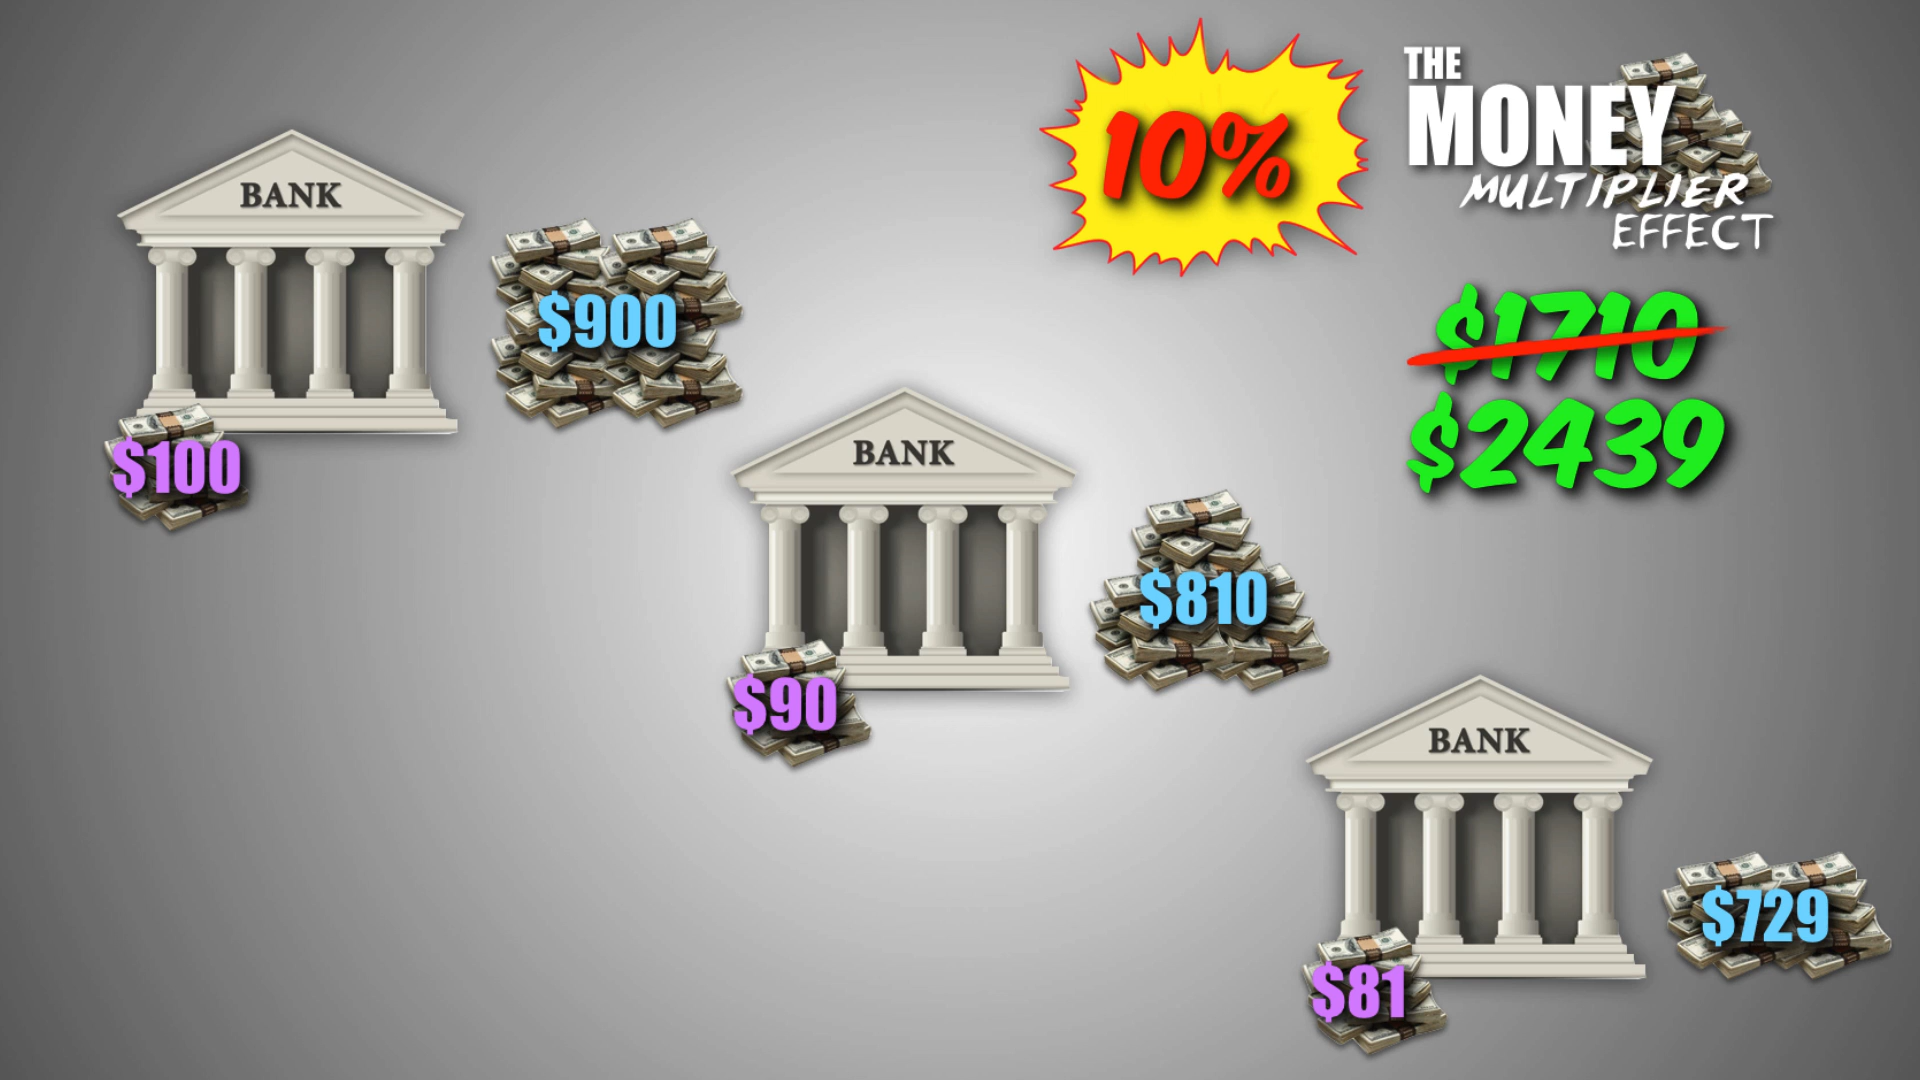 10%
THE
MONEY
MULTIPLIER
EFFECT
BANK
$900
$100
$1710
$2439
BANK
$810
$90
BANK
$729
$81